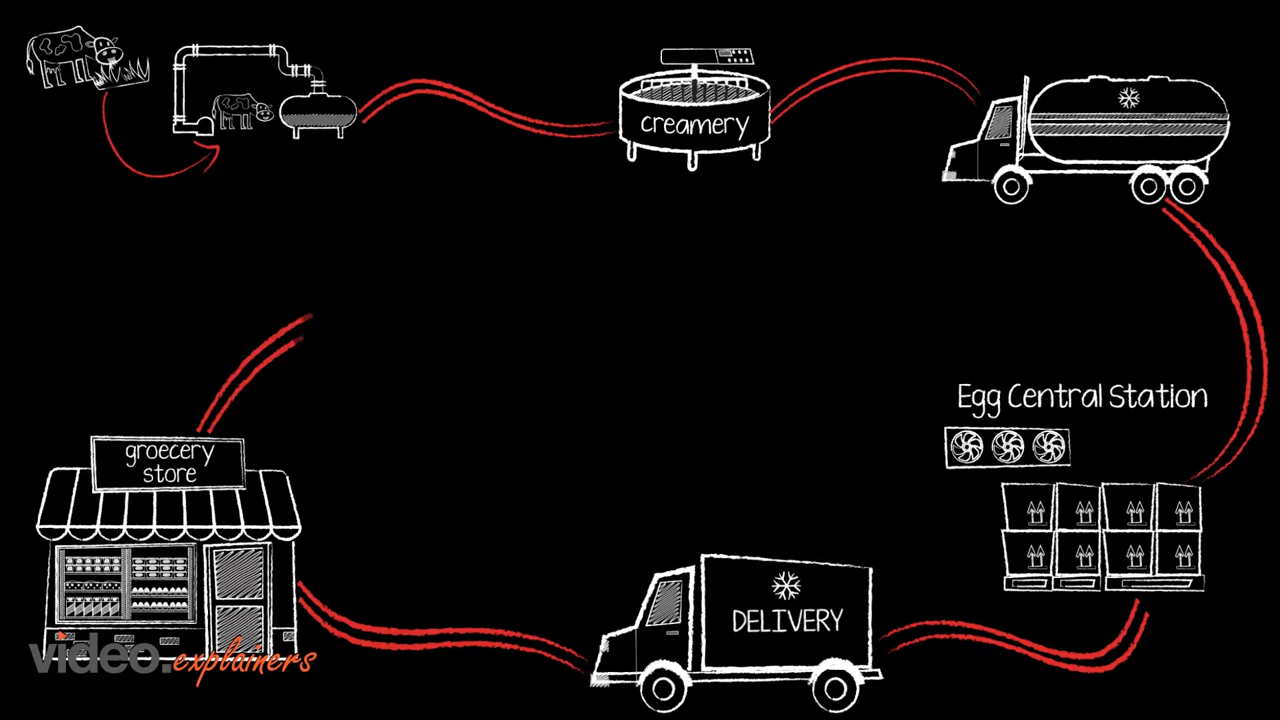 creamery
Egg Central Station
groecery
store
DELIVERY
video.explainers